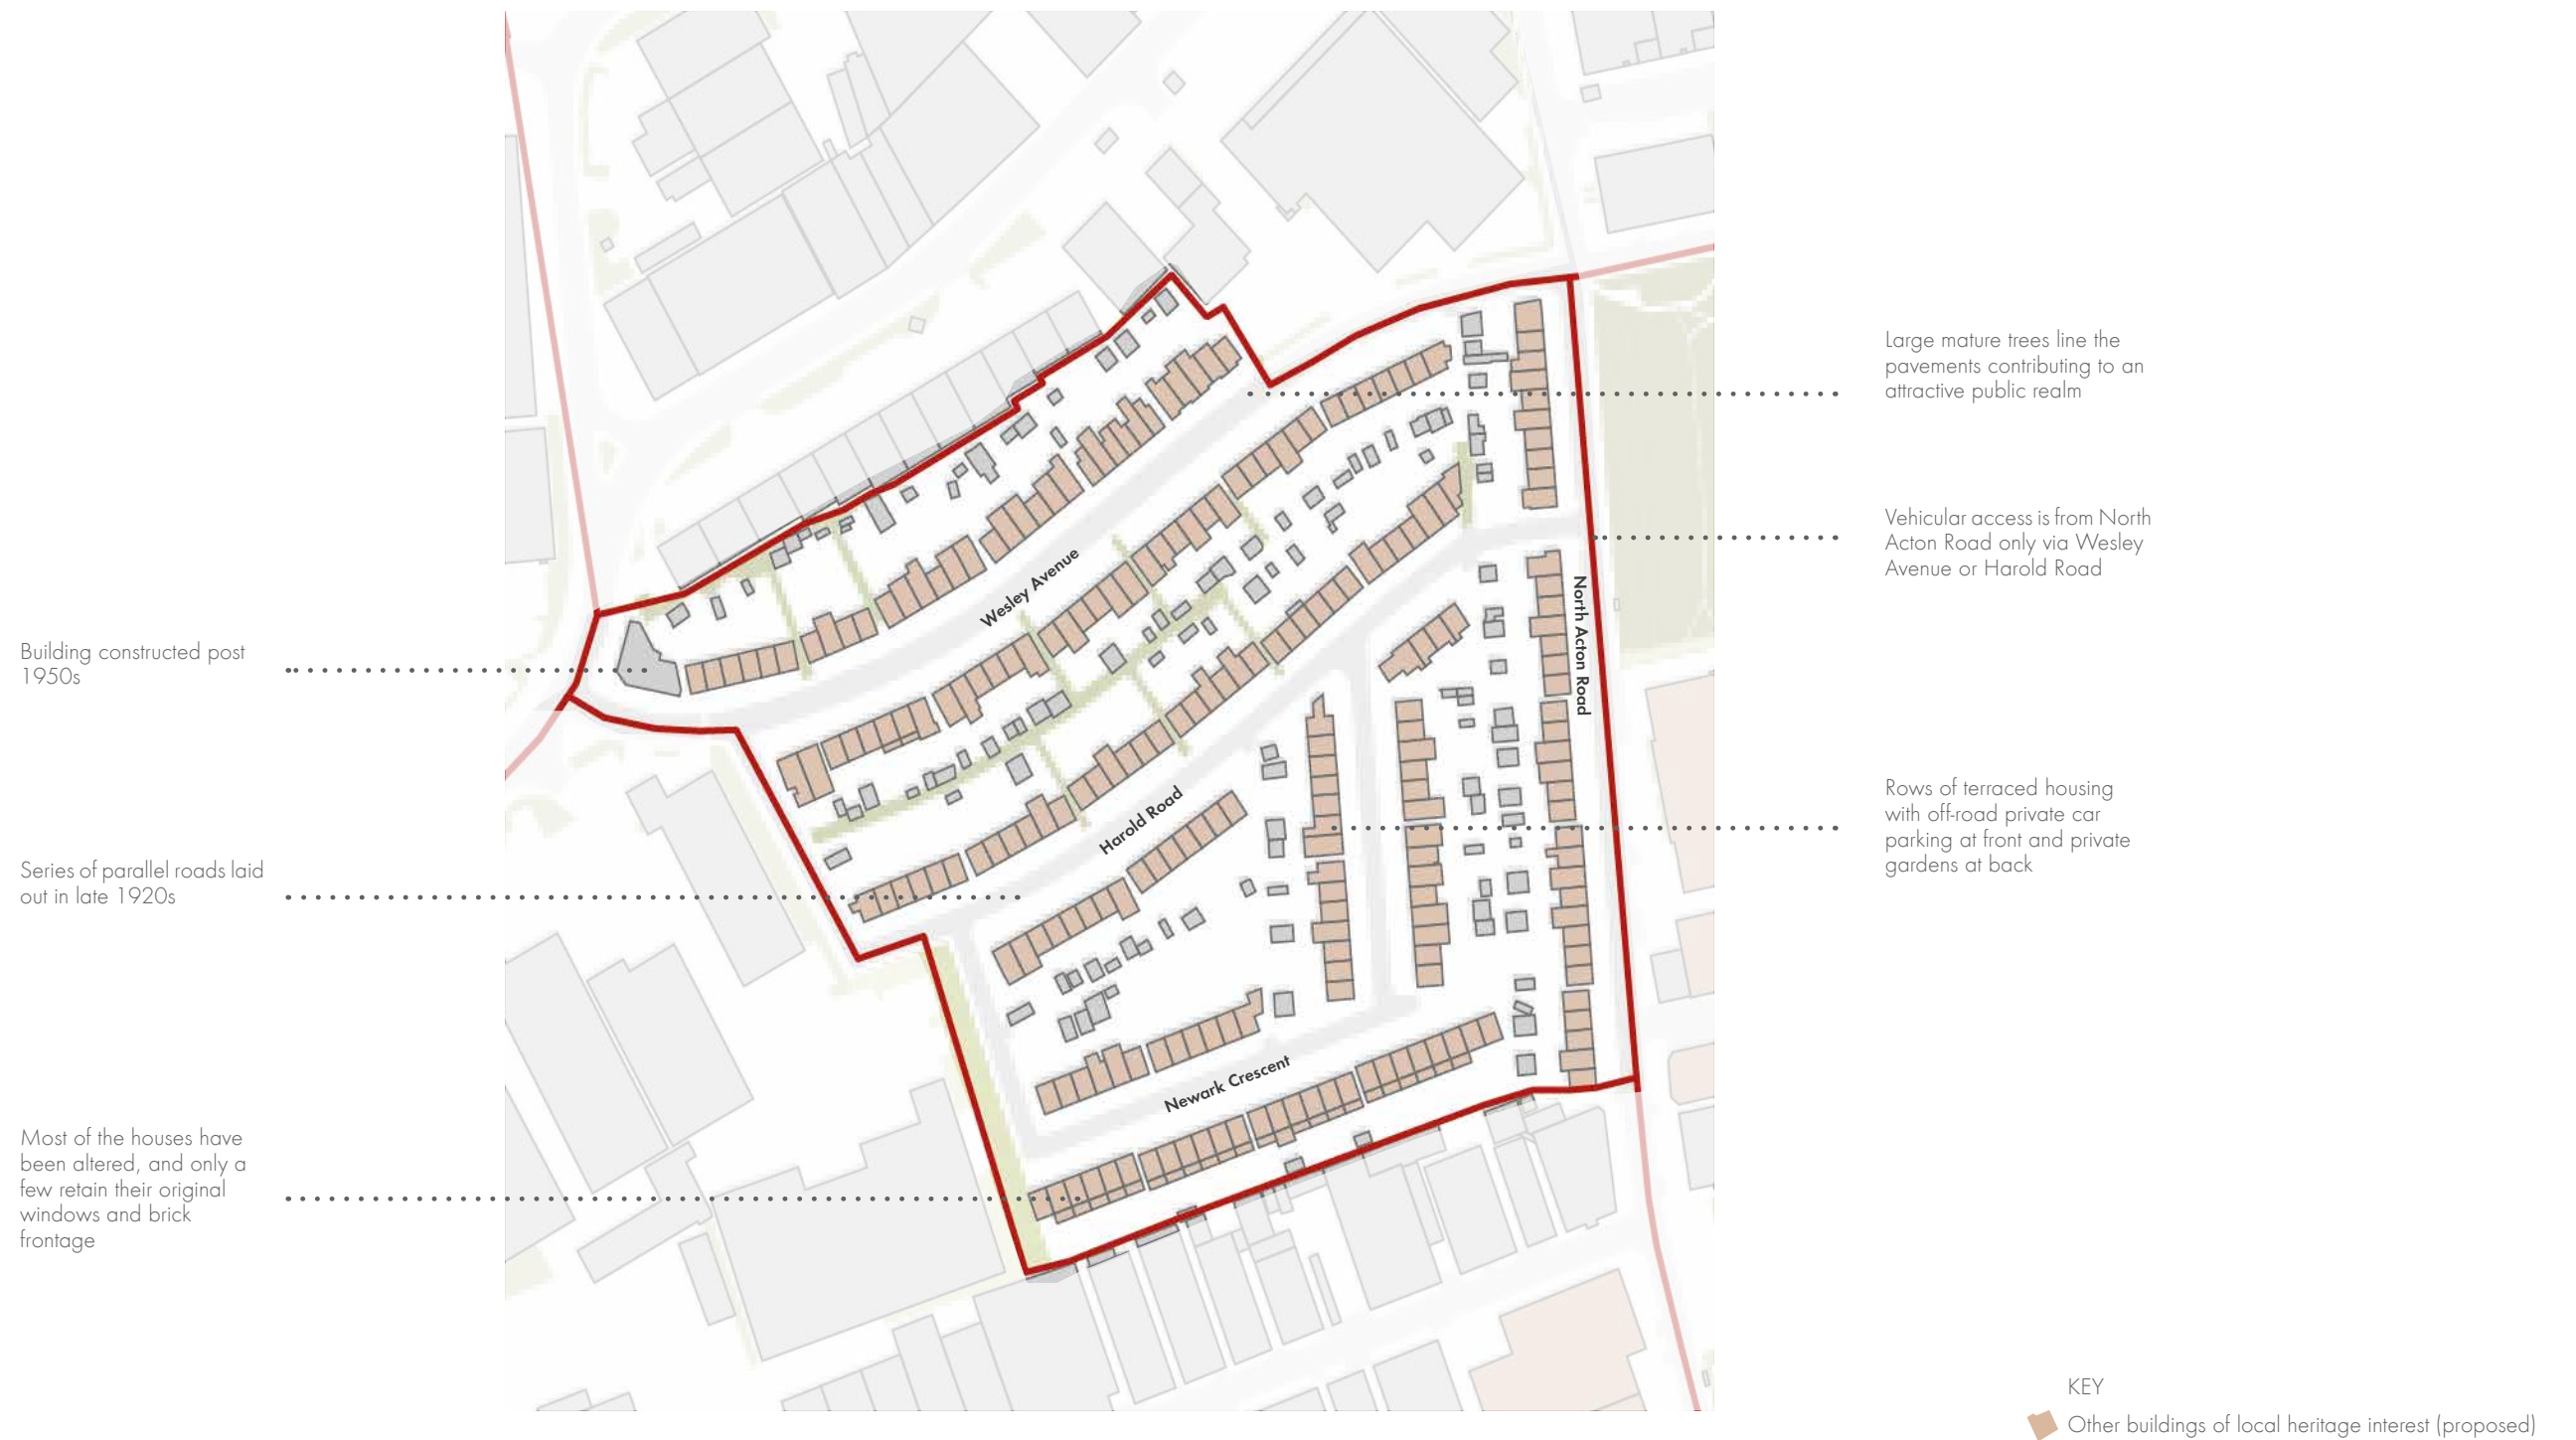 Building constructed post
1950s
Series of parallel roads laid
out in late 1920s
Most of the houses have
been altered, and only a
few retain their original
windows and brick
frontage
Wesley Avenue
Harold Road
Newark Crescent
North Acton Road
Large mature trees line the
pavements contributing to an
attractive public realm
Vehicular access is from North
Acton Road only via Wesley
Avenue or Harold Road
Rows of terraced housing
with off-road private car
parking at front and private
gardens at back
KEY
Other buildings of local heritage interest (proposed)